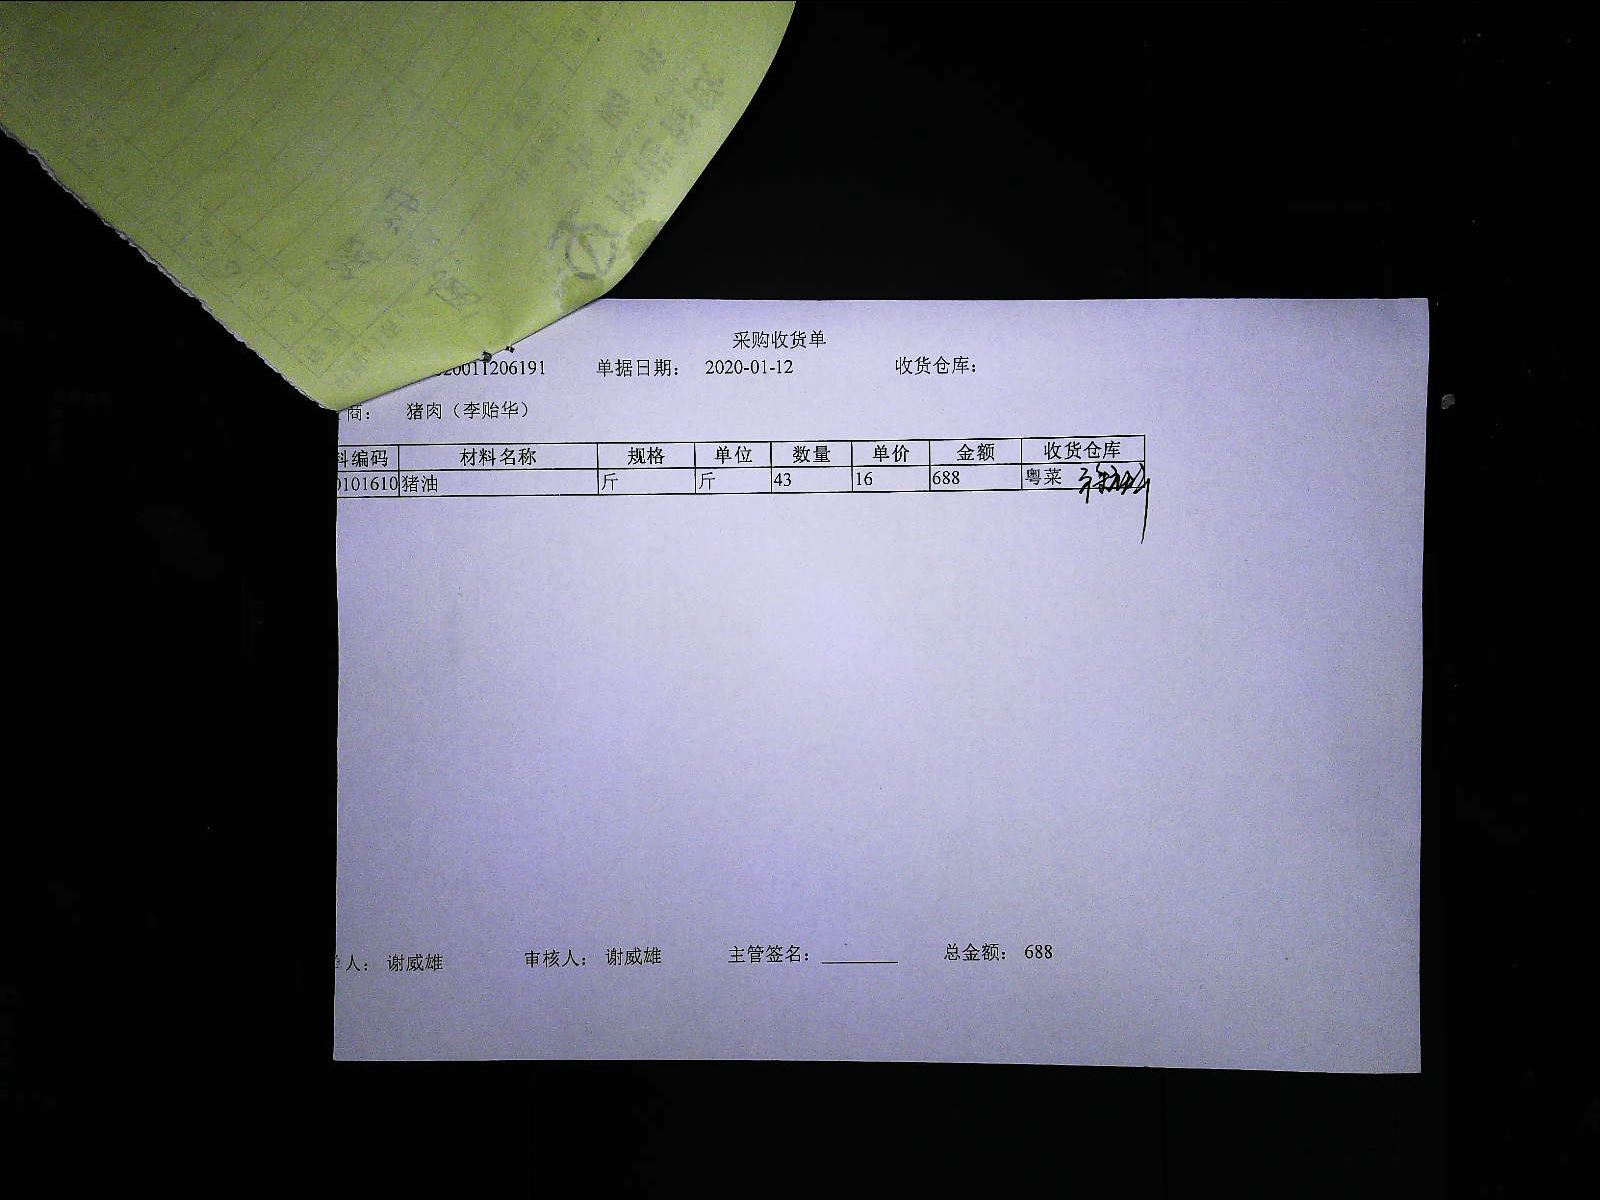 采购收货单
20011206191 单据日期： 2020-01-12 收货仓库：
商： 猪肉（李贻华）
料编码 材料名称 规格 单位 数量 单价 金额 收货仓库
0101610 猪油 斤 斤 43 16 688 粤菜
单人： 谢威雄 审核人： 谢威雄 主管签名： 总金额： 688